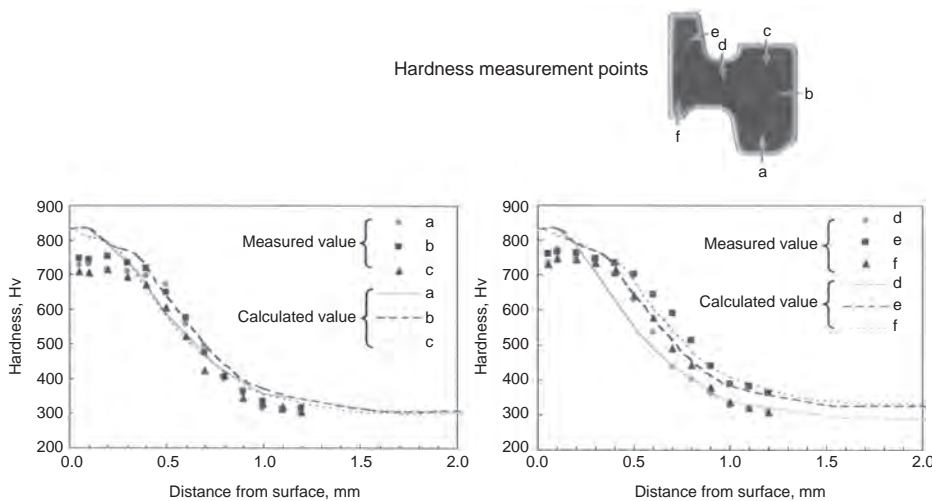 Hardness measurement points
e
d
c
b
f
a
900
800
700
600
500
400
300
200
0.0
0.5
1.0
1.5
2.0
Hardness, Hv
Distance from surface, mm
Measured value
a
b
c
Calculated value
a
b
c
900
800
700
600
500
400
300
200
0.0
0.5
1.0
1.5
2.0
Hardness, Hv
Distance from surface, mm
Measured value
d
e
f
Calculated value
d
e
f